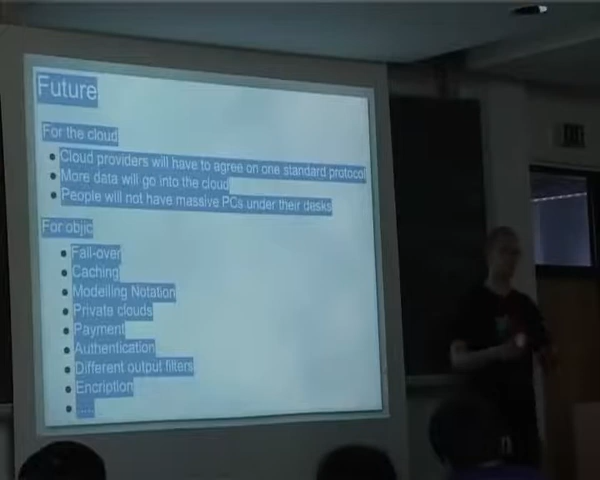 Future
For the cloud
Cloud providers will have to agree on one standard protocol
More data will go into the cloud
People will not have massive PCs under their desks
For objic
Fail-over
Caching
Modelling Notation
Private clouds
Payment
Authentication
Different output filters
Encription
....